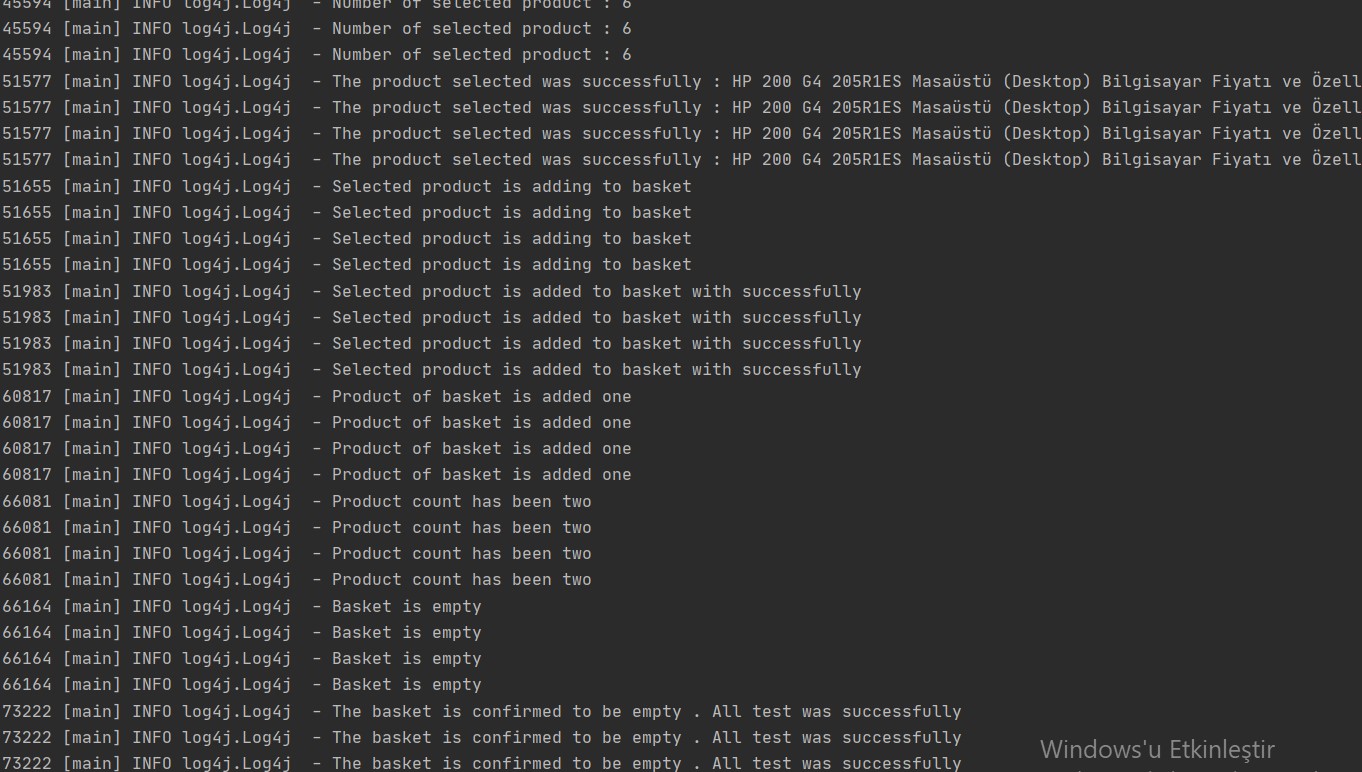 45594 [main] INFO log4j.Log4j  - Number of selected product : 6
45594 [main] INFO log4j.Log4j  - Number of selected product : 6
45594 [main] INFO log4j.Log4j  - Number of selected product : 6
51577 [main] INFO log4j.Log4j  - The product selected was successfully : HP 200 G4 205R1ES Masaüstü (Desktop) Bilgisayar Fiyatı ve Özell
51577 [main] INFO log4j.Log4j  - The product selected was successfully : HP 200 G4 205R1ES Masaüstü (Desktop) Bilgisayar Fiyatı ve Özell
51577 [main] INFO log4j.Log4j  - The product selected was successfully : HP 200 G4 205R1ES Masaüstü (Desktop) Bilgisayar Fiyatı ve Özell
51577 [main] INFO log4j.Log4j  - The product selected was successfully : HP 200 G4 205R1ES Masaüstü (Desktop) Bilgisayar Fiyatı ve Özell
51655 [main] INFO log4j.Log4j  - Selected product is adding to basket
51655 [main] INFO log4j.Log4j  - Selected product is adding to basket
51655 [main] INFO log4j.Log4j  - Selected product is adding to basket
51655 [main] INFO log4j.Log4j  - Selected product is adding to basket
51983 [main] INFO log4j.Log4j  - Selected product is added to basket with successfully
51983 [main] INFO log4j.Log4j  - Selected product is added to basket with successfully
51983 [main] INFO log4j.Log4j  - Selected product is added to basket with successfully
51983 [main] INFO log4j.Log4j  - Selected product is added to basket with successfully
60817 [main] INFO log4j.Log4j  - Product of basket is added one
60817 [main] INFO log4j.Log4j  - Product of basket is added one
60817 [main] INFO log4j.Log4j  - Product of basket is added one
60817 [main] INFO log4j.Log4j  - Product of basket is added one
66081 [main] INFO log4j.Log4j  - Product count has been two
66081 [main] INFO log4j.Log4j  - Product count has been two
66081 [main] INFO log4j.Log4j  - Product count has been two
66081 [main] INFO log4j.Log4j  - Product count has been two
66164 [main] INFO log4j.Log4j  - Basket is empty
66164 [main] INFO log4j.Log4j  - Basket is empty
66164 [main] INFO log4j.Log4j  - Basket is empty
66164 [main] INFO log4j.Log4j  - Basket is empty
73222 [main] INFO log4j.Log4j  - The basket is confirmed to be empty . All test was successfully
73222 [main] INFO log4j.Log4j  - The basket is confirmed to be empty . All test was successfully
73222 [main] INFO log4j.Log4j  - The basket is confirmed to be empty . All test was successfully
Windows'u Etkinleştir